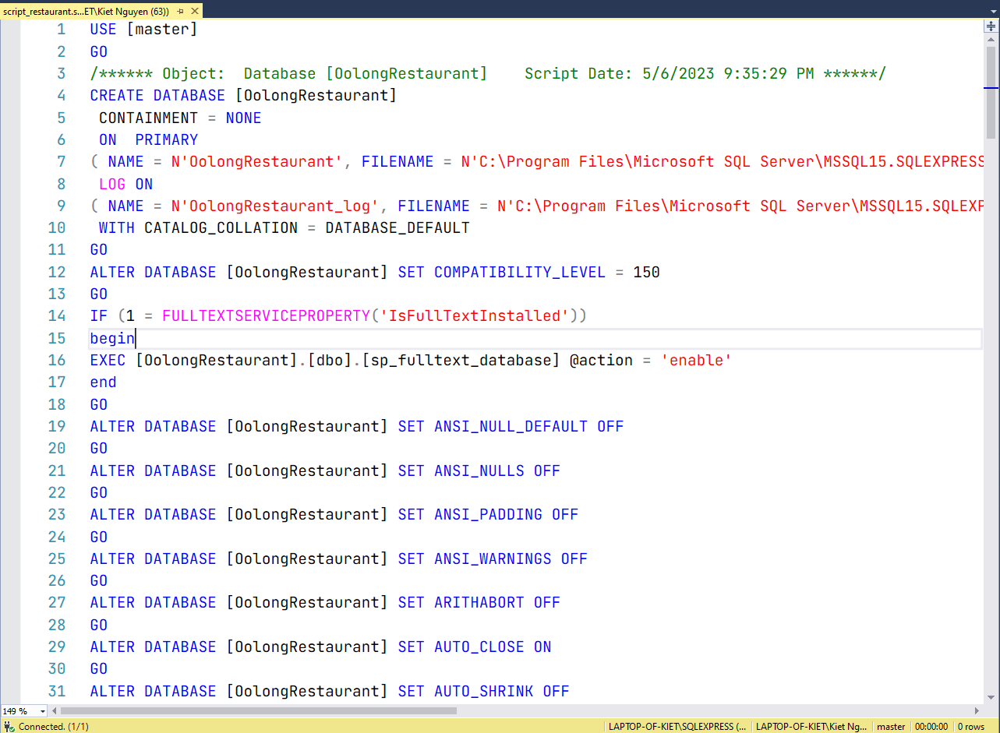 script_restaurant.s...ET\Kiet Nguyen (63))
1 USE [master]
2 GO
3 /****** Object:  Database [OolongRestaurant]    Script Date: 5/6/2023 9:35:29 PM ******/
4 CREATE DATABASE [OolongRestaurant]
5  CONTAINMENT = NONE
6  ON  PRIMARY
7 ( NAME = N'OolongRestaurant', FILENAME = N'C:\Program Files\Microsoft SQL Server\MSSQL15.SQLEXPRESS
8  LOG ON
9 ( NAME = N'OolongRestaurant_log', FILENAME = N'C:\Program Files\Microsoft SQL Server\MSSQL15.SQLEXP
10  WITH CATALOG_COLLATION = DATABASE_DEFAULT
11 GO
12 ALTER DATABASE [OolongRestaurant] SET COMPATIBILITY_LEVEL = 150
13 GO
14 IF (1 = FULLTEXTSERVICEPROPERTY('IsFullTextInstalled'))
15 begin
16 EXEC [OolongRestaurant].[dbo].[sp_fulltext_database] @action = 'enable'
17 end
18 GO
19 ALTER DATABASE [OolongRestaurant] SET ANSI_NULL_DEFAULT OFF
20 GO
21 ALTER DATABASE [OolongRestaurant] SET ANSI_NULLS OFF
22 GO
23 ALTER DATABASE [OolongRestaurant] SET ANSI_PADDING OFF
24 GO
25 ALTER DATABASE [OolongRestaurant] SET ANSI_WARNINGS OFF
26 GO
27 ALTER DATABASE [OolongRestaurant] SET ARITHABORT OFF
28 GO
29 ALTER DATABASE [OolongRestaurant] SET AUTO_CLOSE ON
30 GO
31 ALTER DATABASE [OolongRestaurant] SET AUTO_SHRINK OFF
149 %
Connected. (1/1) LAPTOP-OF-KIET\SQLEXPRESS (... LAPTOP-OF-KIET\Kiet Ng... master 00:00:00 0 rows